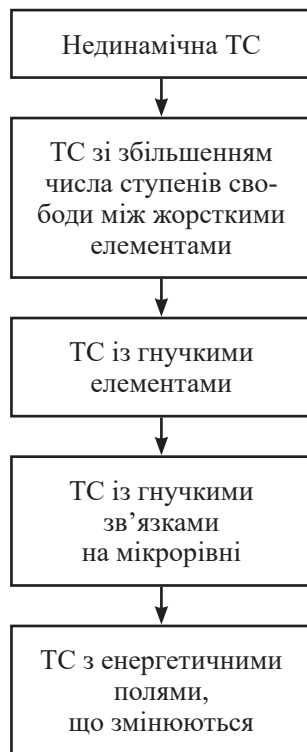 Нединамічна ТС
ТС зі збільшенням
числа ступенів сво-
боди між жорсткими
елементами
ТС із гнучкими
елементами
ТС із гнучкими
зв’язками
на мікрорівні
ТС з енергетичними
полями,
що змінюються